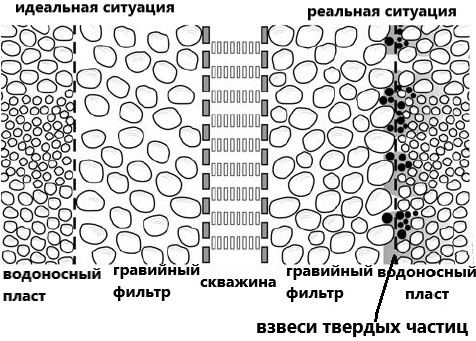 идеальная ситуация
реальная ситуация
водоносный
пласт
гравийный
фильтр
скважина
гравийный
фильтр
водоносный
пласт
взвеси твердых частиц